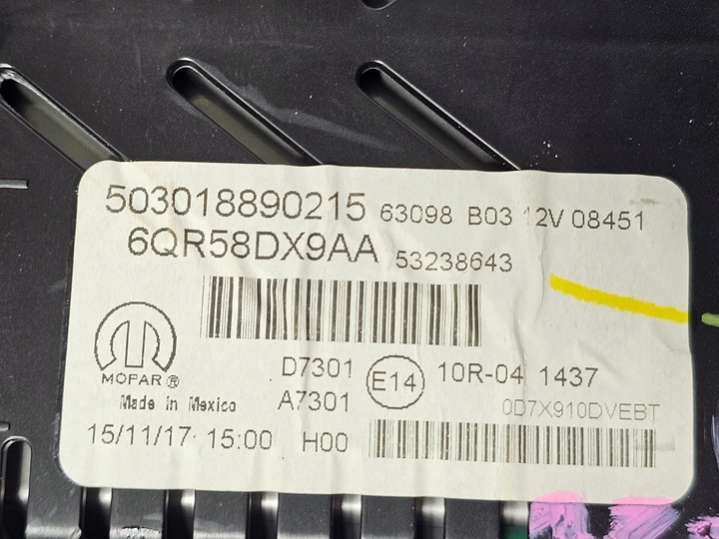 503018890215 63098 B03 12V 08451
6QR58DX9AA 53238643
MOPAR®
Made in Mexico
D7301
A7301
E14
10R-04 1437
0D7X910DVEBT
15/11/17 15:00 H00